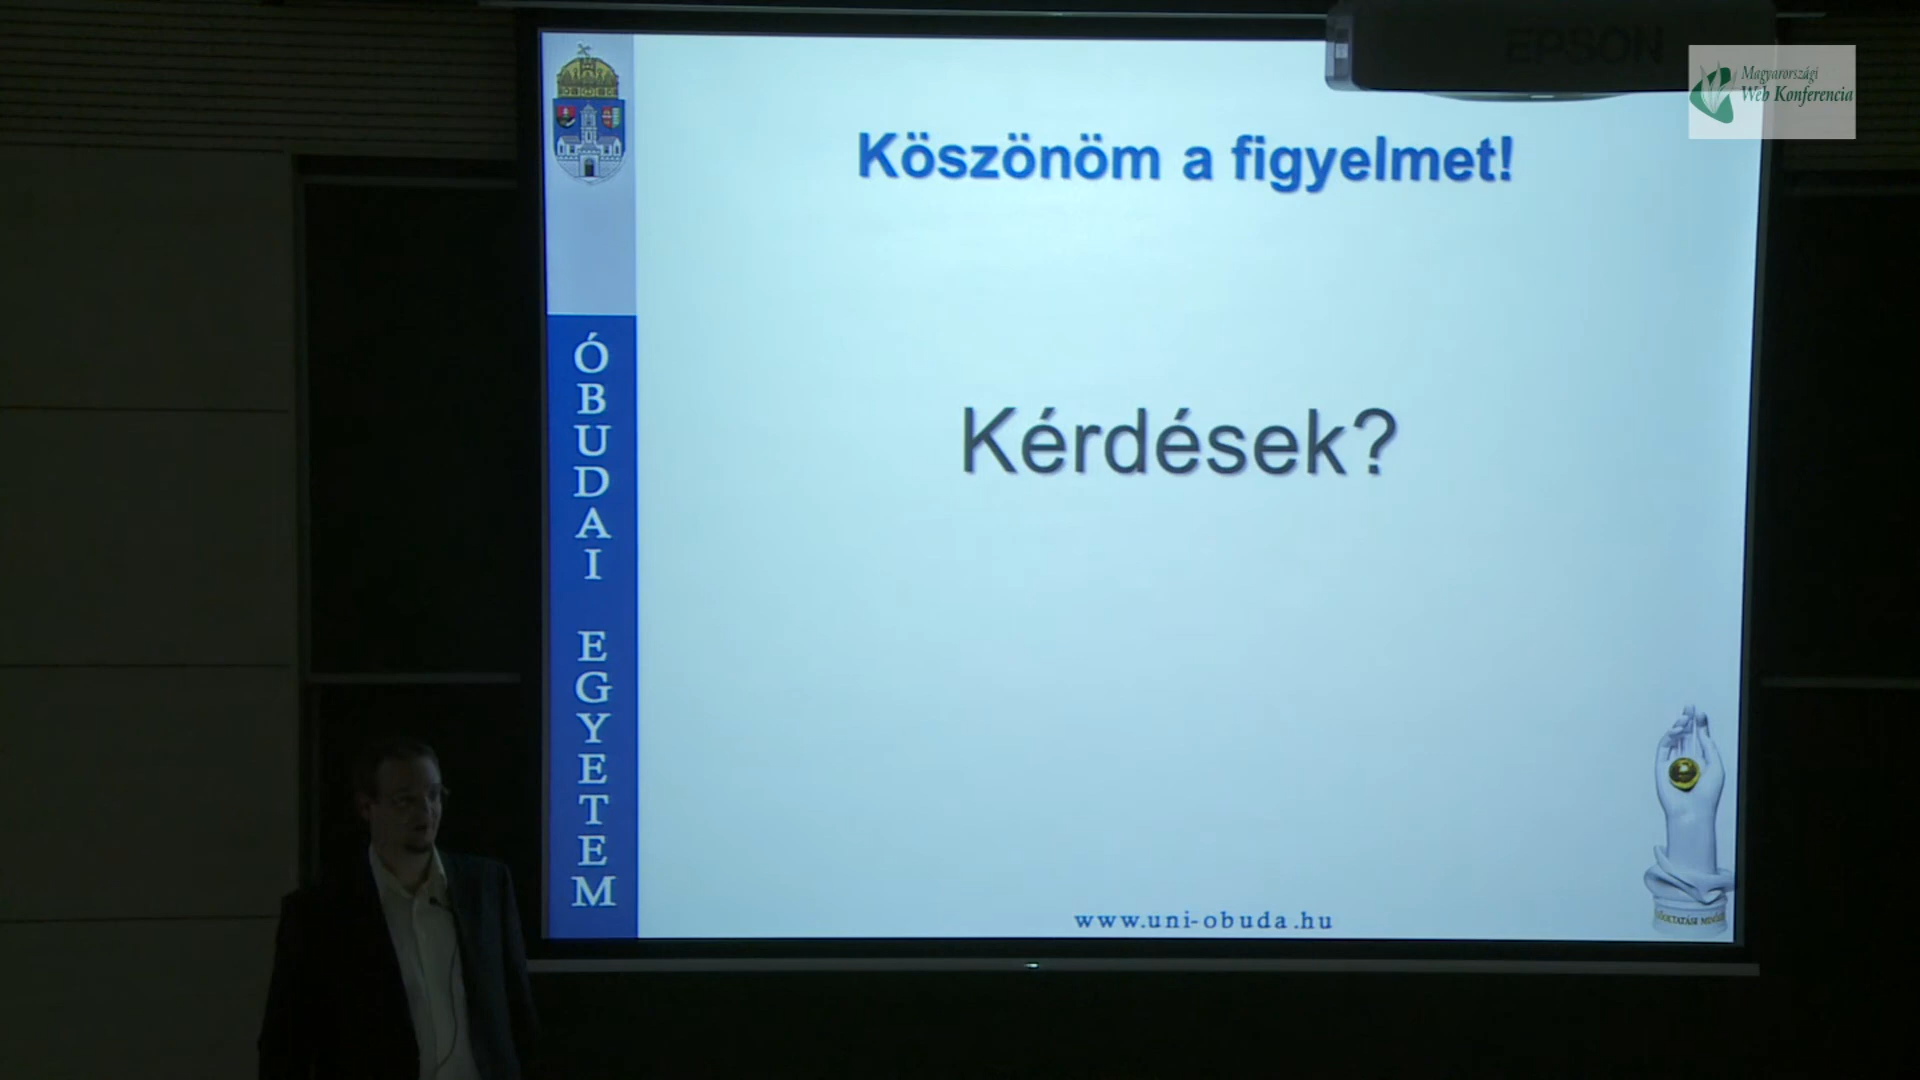 EPSON
Magyarországi
Web Konferencia
Köszönöm a figyelmet!
Kérdések?
ÓBUDAI EGYETEM
www.uni-obuda.hu